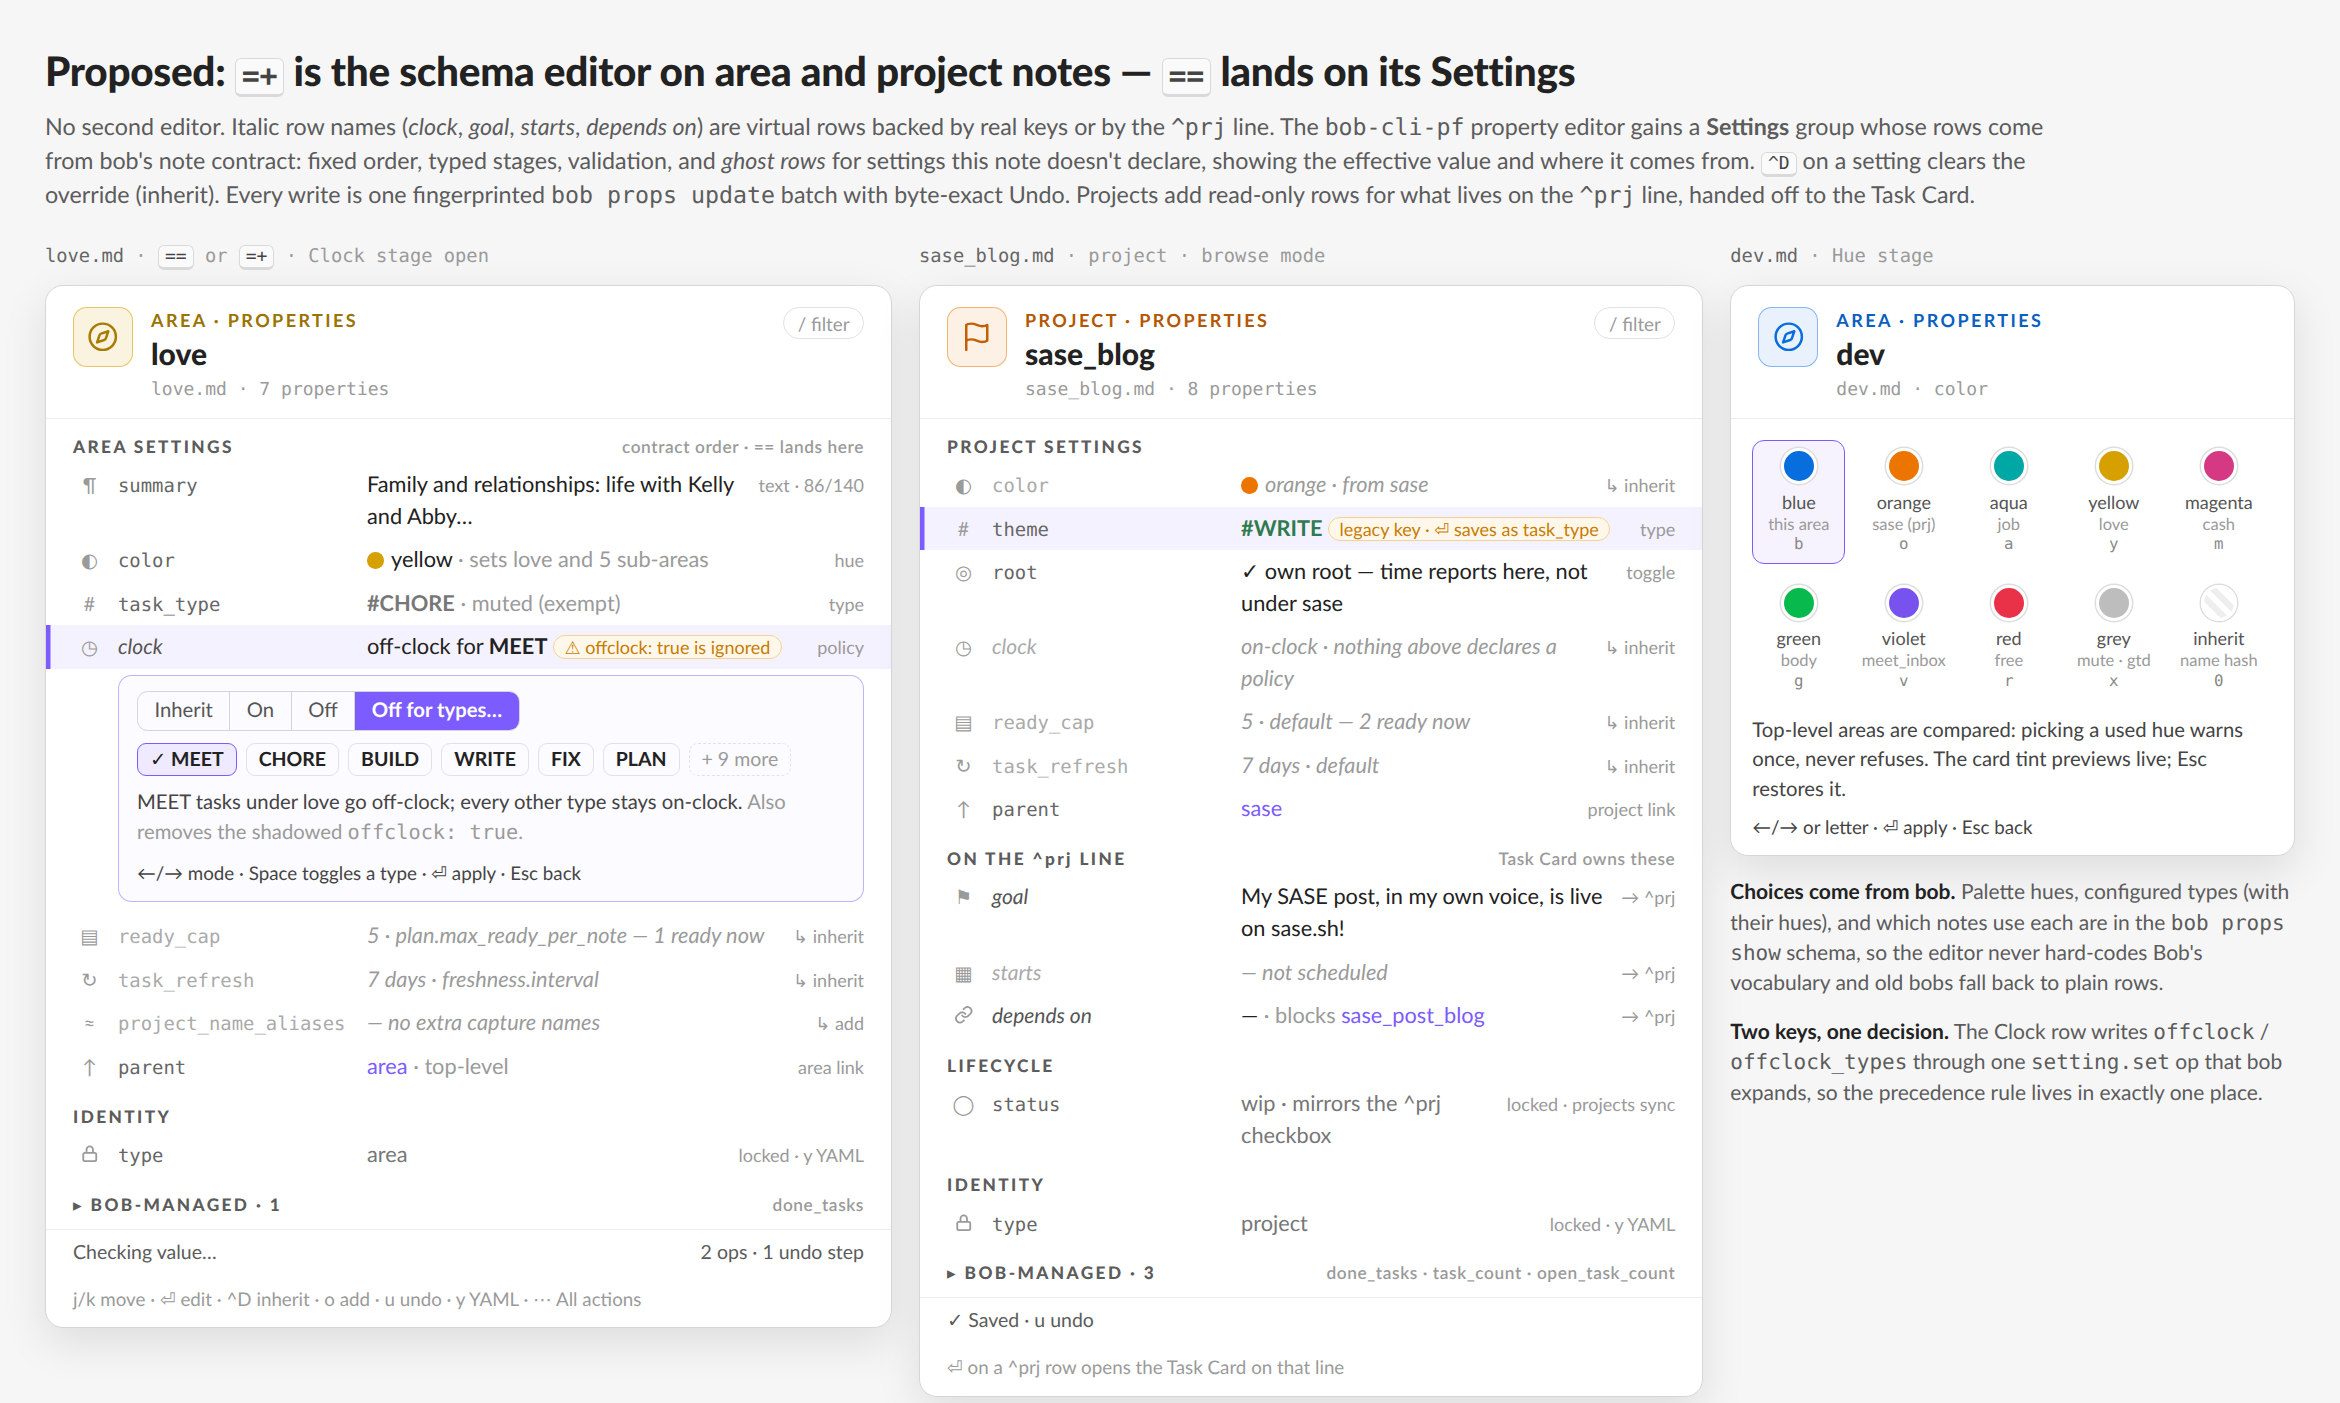 Proposed: =+ is the schema editor on area and project notes — == lands on its Settings
No second editor. Italic row names (clock, goal, starts, depends on) are virtual rows backed by real keys or by the ^prj line. The bob-cli-pf property editor gains a Settings group whose rows come
from bob's note contract: fixed order, typed stages, validation, and ghost rows for settings this note doesn't declare, showing the effective value and where it comes from. ^D on a setting clears the
override (inherit). Every write is one fingerprinted bob props update batch with byte-exact Undo. Projects add read-only rows for what lives on the ^prj line, handed off to the Task Card.
love.md · == or =+ · Clock stage open
AREA · PROPERTIES
/ filter
love
love.md · 7 properties
AREA SETTINGS contract order · == lands here
¶ summary Family and relationships: life with Kelly text · 86/140
and Abby…
◐ color yellow · sets love and 5 sub-areas hue
# task_type #CHORE · muted (exempt) type
◷ clock off-clock for MEET ⚠ offclock: true is ignored policy
Inherit On Off Off for types…
✓ MEET CHORE BUILD WRITE FIX PLAN + 9 more
MEET tasks under love go off-clock; every other type stays on-clock. Also
removes the shadowed offclock: true.
←/→ mode · Space toggles a type · ⏎ apply · Esc back
▤ ready_cap 5 · plan.max_ready_per_note — 1 ready now ↳ inherit
↻ task_refresh 7 days · freshness.interval ↳ inherit
≈ project_name_aliases — no extra capture names ↳ add
↑ parent area · top-level area link
IDENTITY
type area locked · y YAML
▸ BOB-MANAGED · 1 done_tasks
Checking value… 2 ops · 1 undo step
j/k move · ⏎ edit · ^D inherit · o add · u undo · y YAML · ⋯ All actions
sase_blog.md · project · browse mode
PROJECT · PROPERTIES
/ filter
sase_blog
sase_blog.md · 8 properties
PROJECT SETTINGS
◐ color orange · from sase ↳ inherit
# theme #WRITE legacy key · ⏎ saves as task_type type
◎ root ✓ own root — time reports here, not toggle
under sase
◷ clock on-clock · nothing above declares a ↳ inherit
policy
▤ ready_cap 5 · default — 2 ready now ↳ inherit
↻ task_refresh 7 days · default ↳ inherit
↑ parent sase project link
ON THE ^prj LINE Task Card owns these
⚑ goal My SASE post, in my own voice, is live → ^prj
on sase.sh!
▦ starts — not scheduled → ^prj
depends on — · blocks sase_post_blog → ^prj
LIFECYCLE
◯ status wip · mirrors the ^prj locked · projects sync
checkbox
IDENTITY
type project locked · y YAML
▸ BOB-MANAGED · 3 done_tasks · task_count · open_task_count
✓ Saved · u undo
⏎ on a ^prj row opens the Task Card on that line
dev.md · Hue stage
AREA · PROPERTIES
dev
dev.md · color
blue orange aqua yellow magenta
this area sase (prj) job love cash
b o a y m
green violet red grey inherit
body meet_inbox free mute · gtd name hash
g v r x 0
Top-level areas are compared: picking a used hue warns
once, never refuses. The card tint previews live; Esc
restores it.
←/→ or letter · ⏎ apply · Esc back
Choices come from bob. Palette hues, configured types (with
their hues), and which notes use each are in the bob props
show schema, so the editor never hard-codes Bob's
vocabulary and old bobs fall back to plain rows.
Two keys, one decision. The Clock row writes offclock /
offclock_types through one setting.set op that bob
expands, so the precedence rule lives in exactly one place.